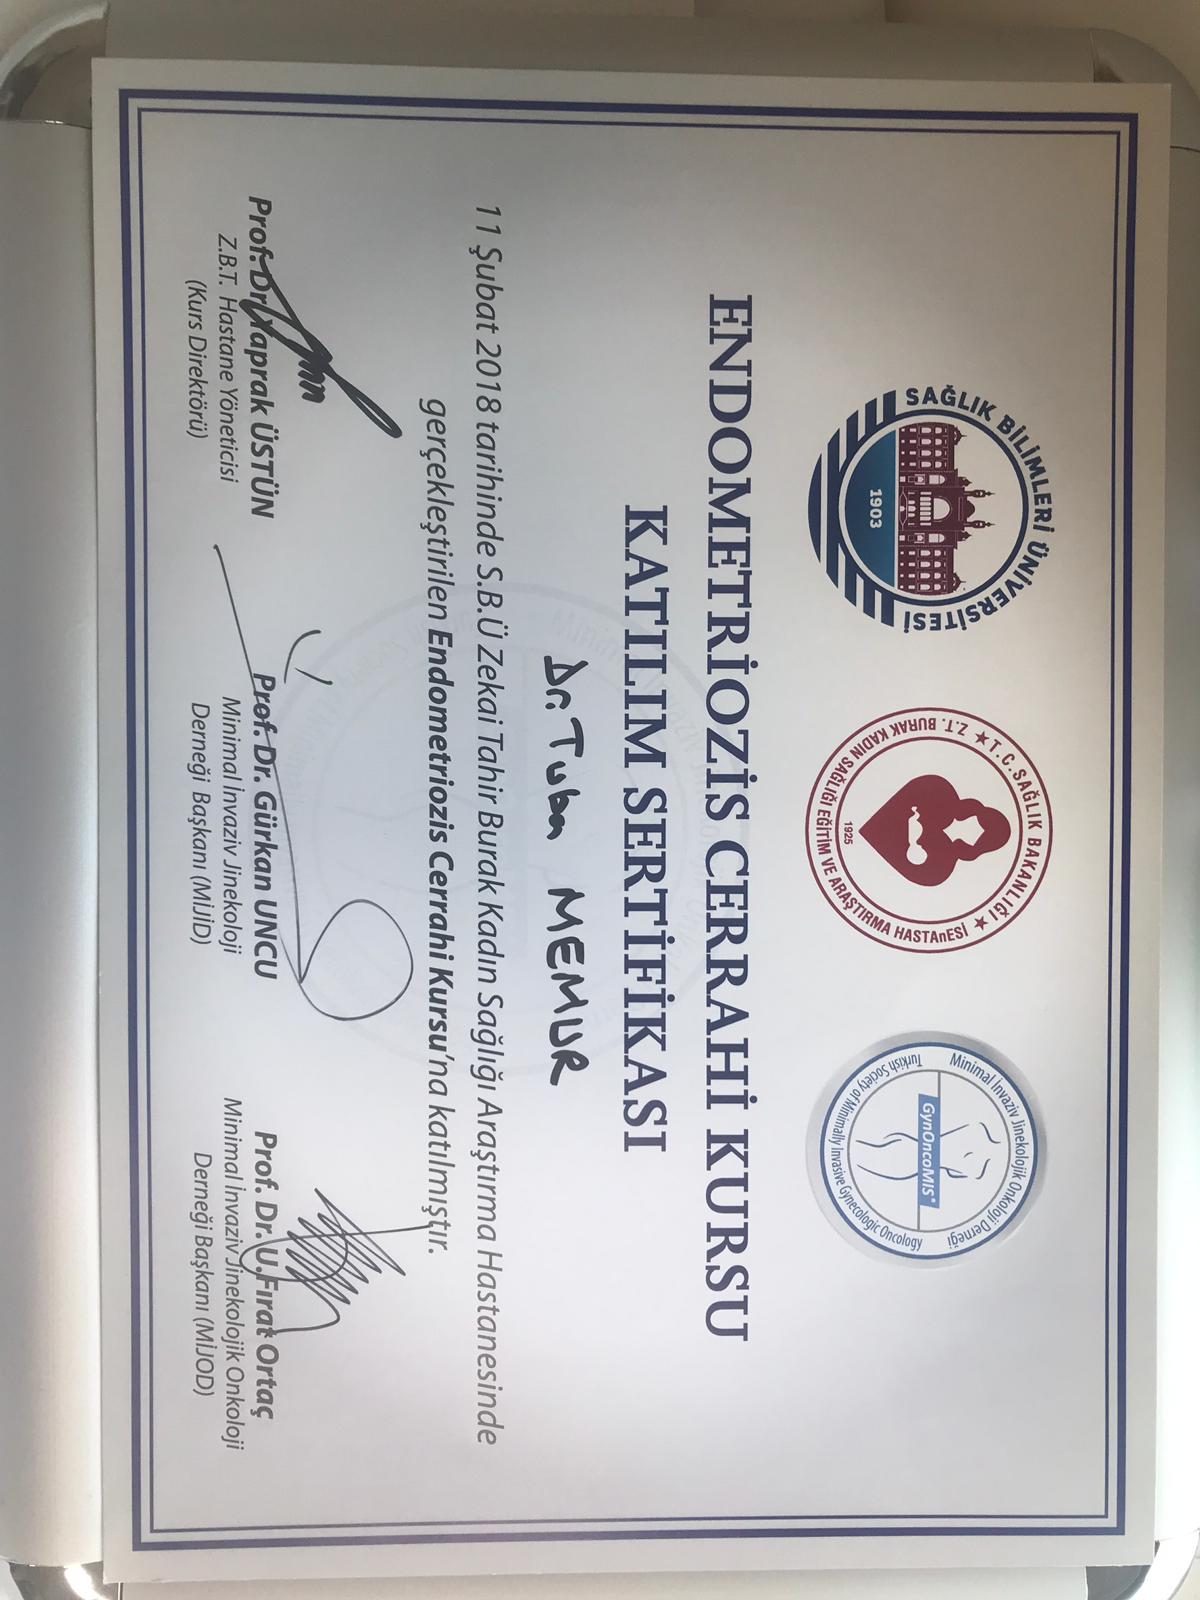 SAĞLIK BİLİMLERİ ÜNİVERSİTESİ
1903
★ T.C. SAĞLIK BAKANLIĞI ★
Z.T. BURAK KADIN SAĞLIĞI EĞİTİM VE ARAŞTIRMA HASTAnESİ
1925
Minimal İnvaziv Jinekolojik Onkoloji Derneği
GynOncoMIS
Turkish Society of Minimally Invasive Gynecologic Oncology
ENDOMETRİOZİS CERRAHİ KURSU
KATILIM SERTİFİKASI
Dr. Tuba MEMUR
11 Şubat 2018 tarihinde S.B.Ü Zekai Tahir Burak Kadın Sağlığı Araştırma Hastanesinde
gerçekleştirilen Endometriozis Cerrahi Kursu'na katılmıştır.
Prof. Dr. Yaprak ÜSTÜN
Z.B.T. Hastane Yöneticisi
(Kurs Direktörü)
Prof. Dr. Gürkan UNCU
Minimal İnvaziv Jinekoloji
Derneği Başkanı (MİJİD)
Prof. Dr. U.Fırat Ortaç
Minimal İnvaziv Jinekolojik Onkoloji
Derneği Başkanı (MİJOD)